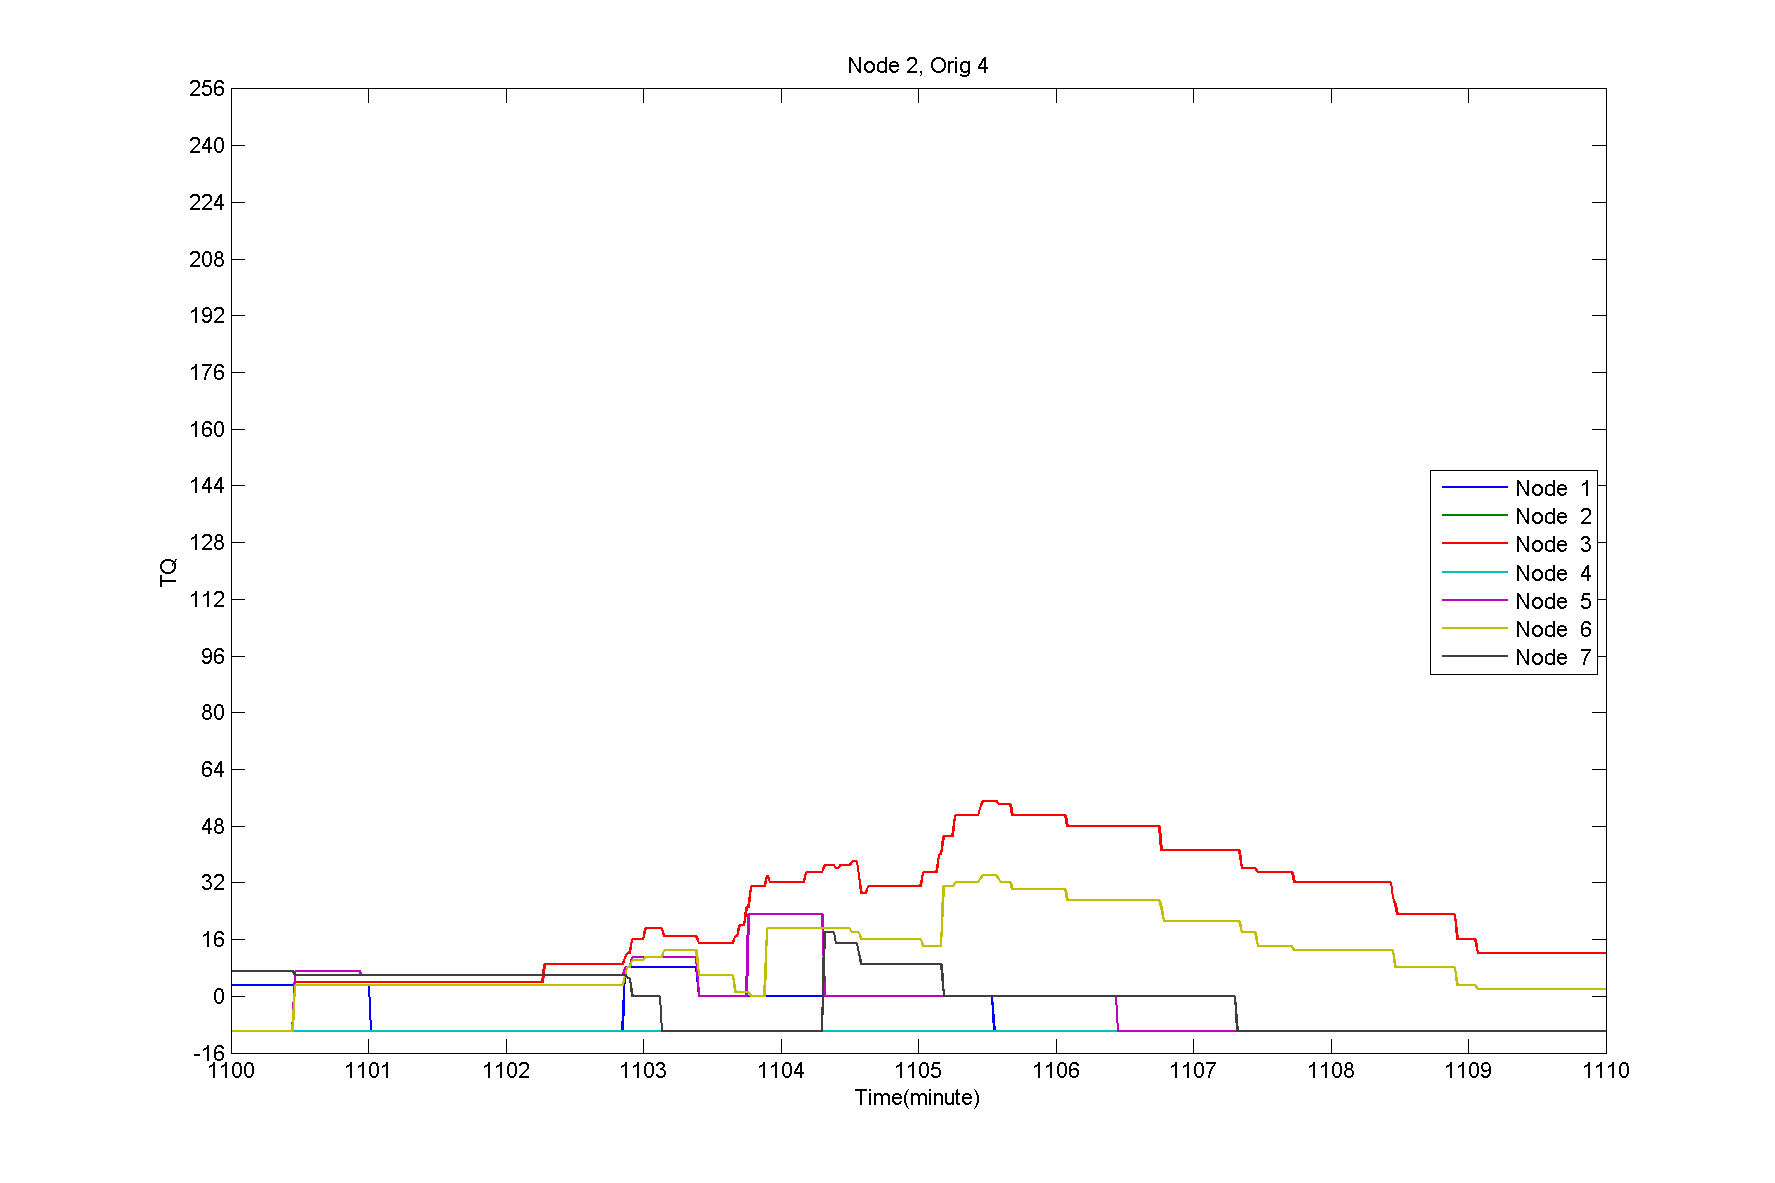 Node 2, Orig 4
256
240
224
208
192
176
160
144
128
112
96
80
64
48
32
16
0
-16
TQ
Node 1
Node 2
Node 3
Node 4
Node 5
Node 6
Node 7
1100 1101 1102 1103 1104 1105 1106 1107 1108 1109 1110
Time(minute)